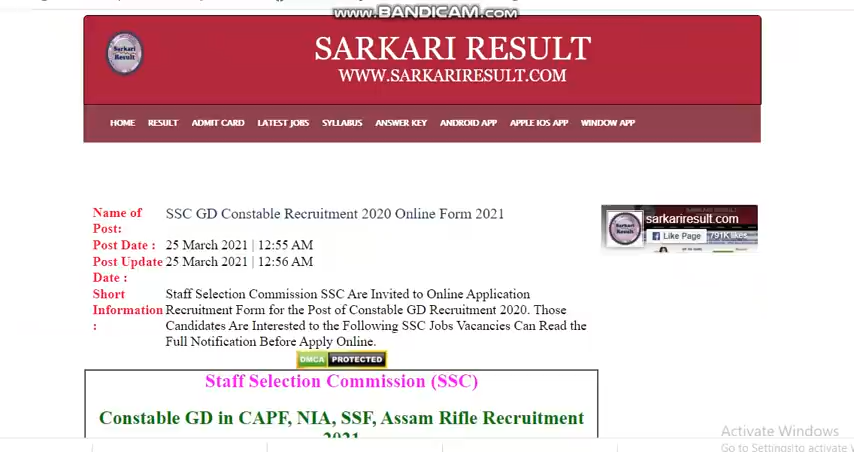 WWW.BANDICAM.COM
Sarkari Result
SARKARI RESULT
WWW.SARKARIRESULT.COM
HOME RESULT ADMIT CARD LATEST JOBS SYLLABUS ANSWER KEY ANDROID APP APPLE IOS APP WINDOW APP
Name of Post: SSC GD Constable Recruitment 2020 Online Form 2021
Post Date : 25 March 2021 | 12:55 AM
Post Update Date : 25 March 2021 | 12:56 AM
Short Information : Staff Selection Commission SSC Are Invited to Online Application
Recruitment Form for the Post of Constable GD Recruitment 2020. Those
Candidates Are Interested to the Following SSC Jobs Vacancies Can Read the
Full Notification Before Apply Online.
sarkariresult.com
Like Page
DMCA PROTECTED
Staff Selection Commission (SSC)
Constable GD in CAPF, NIA, SSF, Assam Rifle Recruitment
2021
Activate Windows
Go to Settings to activate